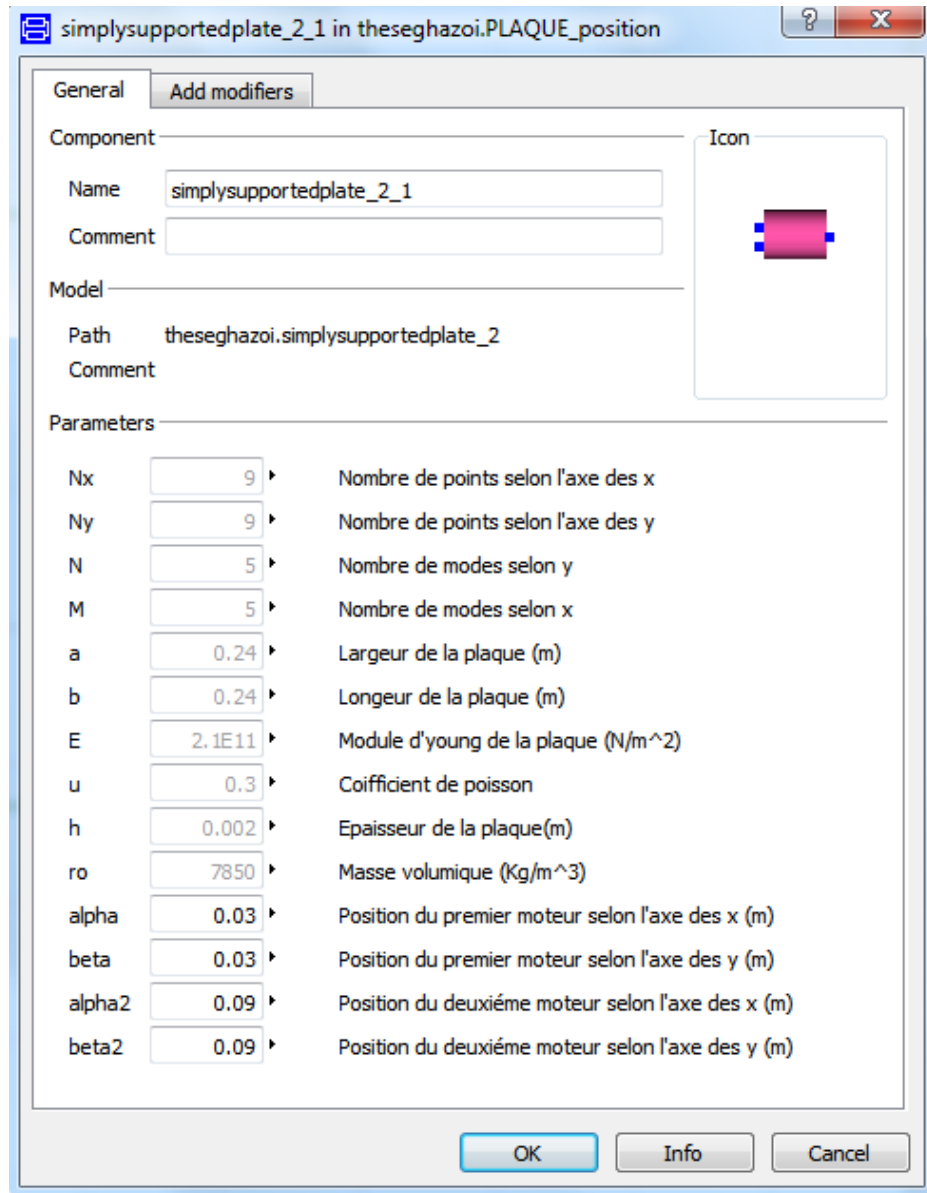 simplysupportedplate_2_1 in theseghazoi.PLAQUE_position
General Add modifiers
Component
Icon
Name simplysupportedplate_2_1
Comment
Model
Path theseghazoi.simplysupportedplate_2
Comment
Parameters
Nx 9 Nombre de points selon l'axe des x
Ny 9 Nombre de points selon l'axe des y
N 5 Nombre de modes selon y
M 5 Nombre de modes selon x
a 0.24 Largeur de la plaque (m)
b 0.24 Longeur de la plaque (m)
E 2.1E11 Module d'young de la plaque (N/m^2)
u 0.3 Coifficient de poisson
h 0.002 Epaisseur de la plaque(m)
ro 7850 Masse volumique (Kg/m^3)
alpha 0.03 Position du premier moteur selon l'axe des x (m)
beta 0.03 Position du premier moteur selon l'axe des y (m)
alpha2 0.09 Position du deuxiéme moteur selon l'axe des x (m)
beta2 0.09 Position du deuxiéme moteur selon l'axe des y (m)
OK Info Cancel